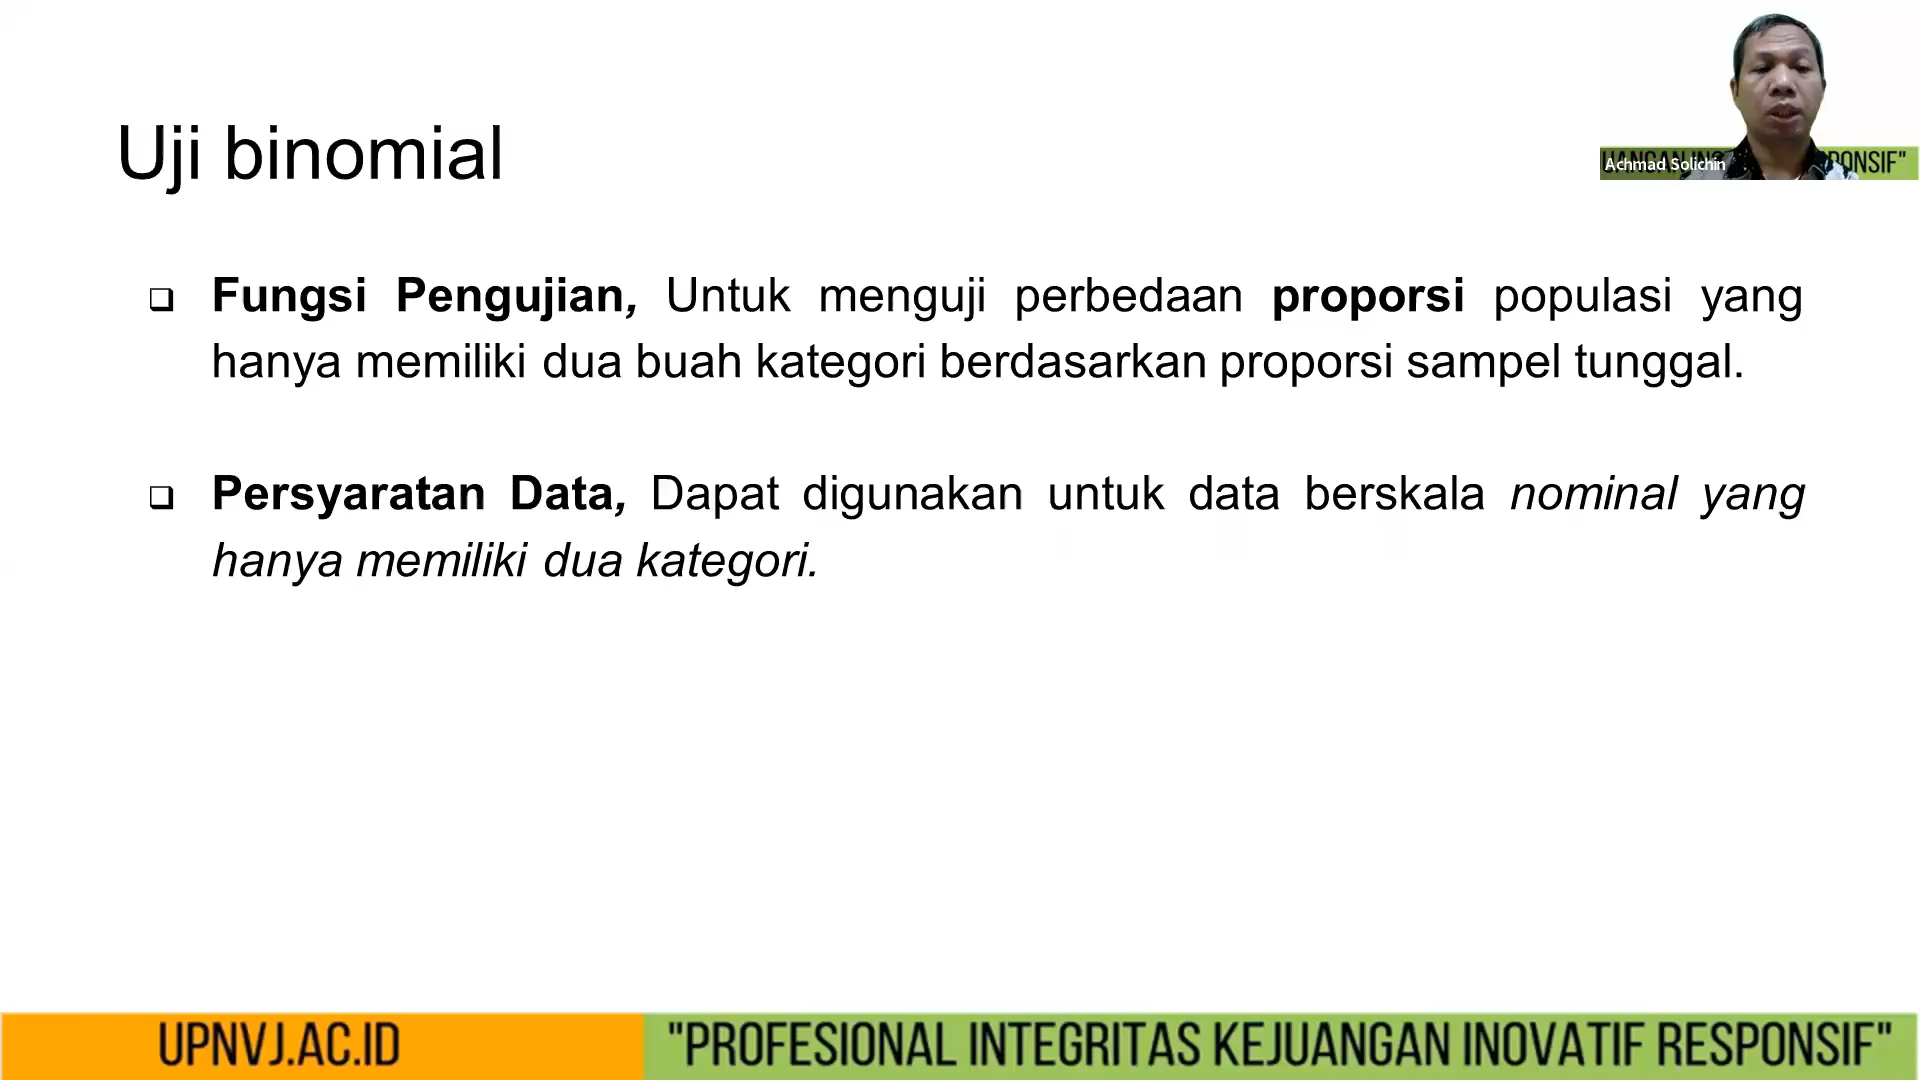 Uji binomial
Achmad Solichin
PONSIF"
❑ Fungsi Pengujian, Untuk menguji perbedaan proporsi populasi yang
hanya memiliki dua buah kategori berdasarkan proporsi sampel tunggal.
❑ Persyaratan Data, Dapat digunakan untuk data berskala nominal yang
hanya memiliki dua kategori.
UPNVJ.AC.ID
"PROFESIONAL INTEGRITAS KEJUANGAN INOVATIF RESPONSIF"